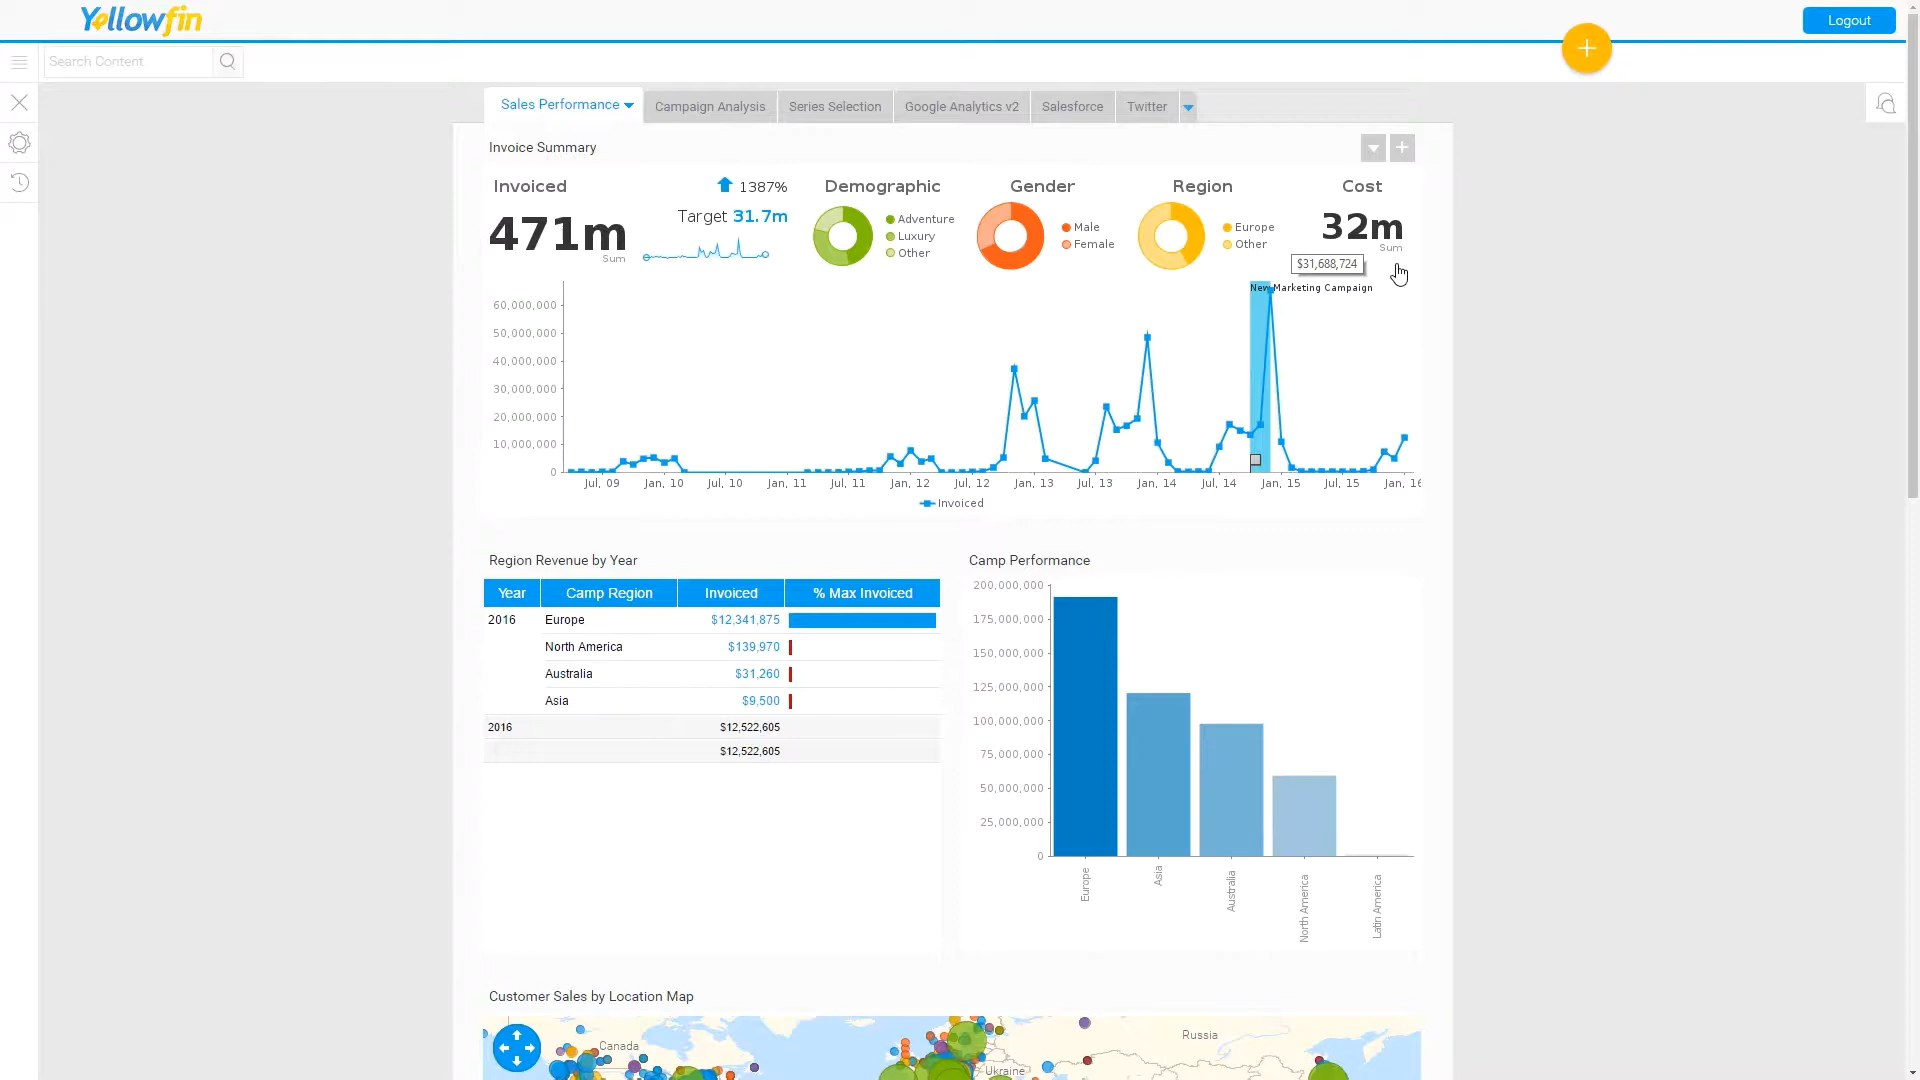 Yellowfin
Logout
Search Content
Sales Performance
Campaign Analysis
Series Selection
Google Analytics v2
Salesforce
Twitter
Invoice Summary
Invoiced
471m
Sum
1387%
Target 31.7m
Demographic
Adventure
Luxury
Other
Gender
Male
Female
Region
Europe
Other
Cost
32m
Sum
$31,688,724
New Marketing Campaign
60,000,000
50,000,000
40,000,000
30,000,000
20,000,000
10,000,000
0
Jul, 09 Jan, 10 Jul, 10 Jan, 11 Jul, 11 Jan, 12 Jul, 12 Jan, 13 Jul, 13 Jan, 14 Jul, 14 Jan, 15 Jul, 15 Jan, 16
Invoiced
Region Revenue by Year
Year Camp Region Invoiced % Max Invoiced
2016 Europe $12,341,875
North America $139,970
Australia $31,260
Asia $9,500
2016 $12,522,605
$12,522,605
Camp Performance
200,000,000
175,000,000
150,000,000
125,000,000
100,000,000
75,000,000
50,000,000
25,000,000
0
Europe
Asia
Australia
North America
Latin America
Customer Sales by Location Map
Canada
Russia
Ukraine